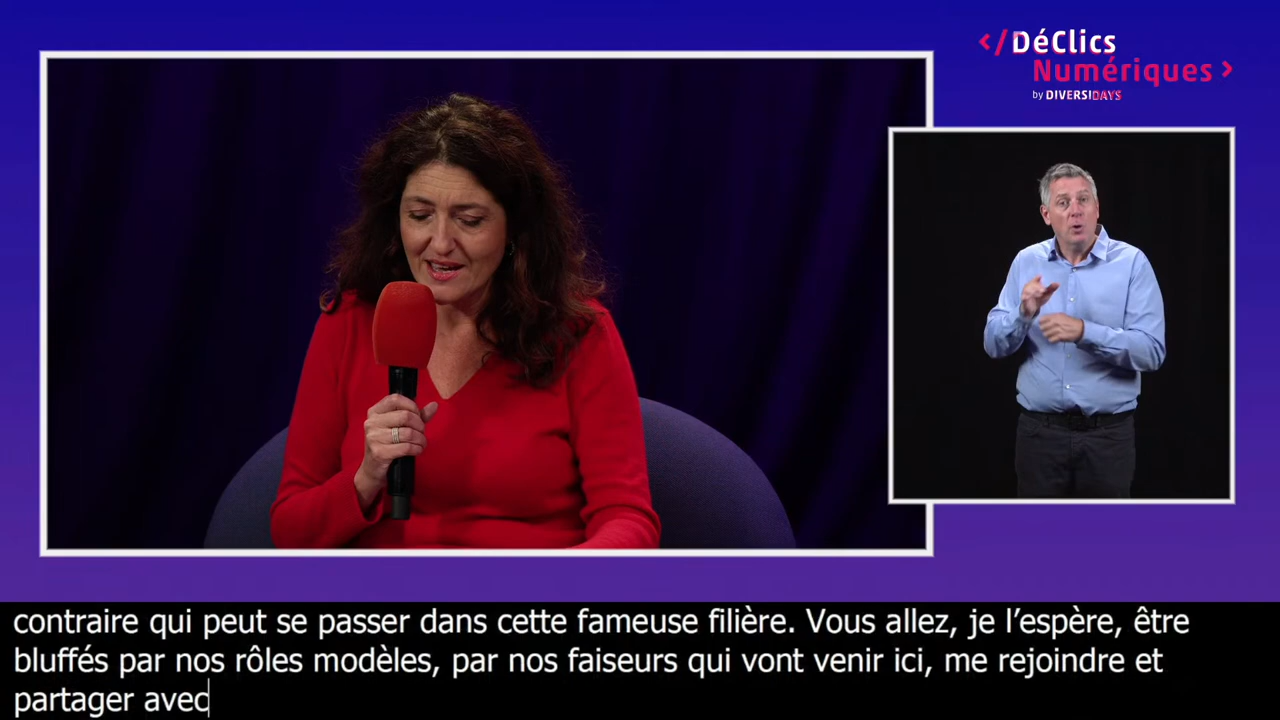 </DéClics
Numériques>
by DIVERSIDAYS
contraire qui peut se passer dans cette fameuse filière. Vous allez, je l’espère, être
bluffés par nos rôles modèles, par nos faiseurs qui vont venir ici, me rejoindre et
partager avec